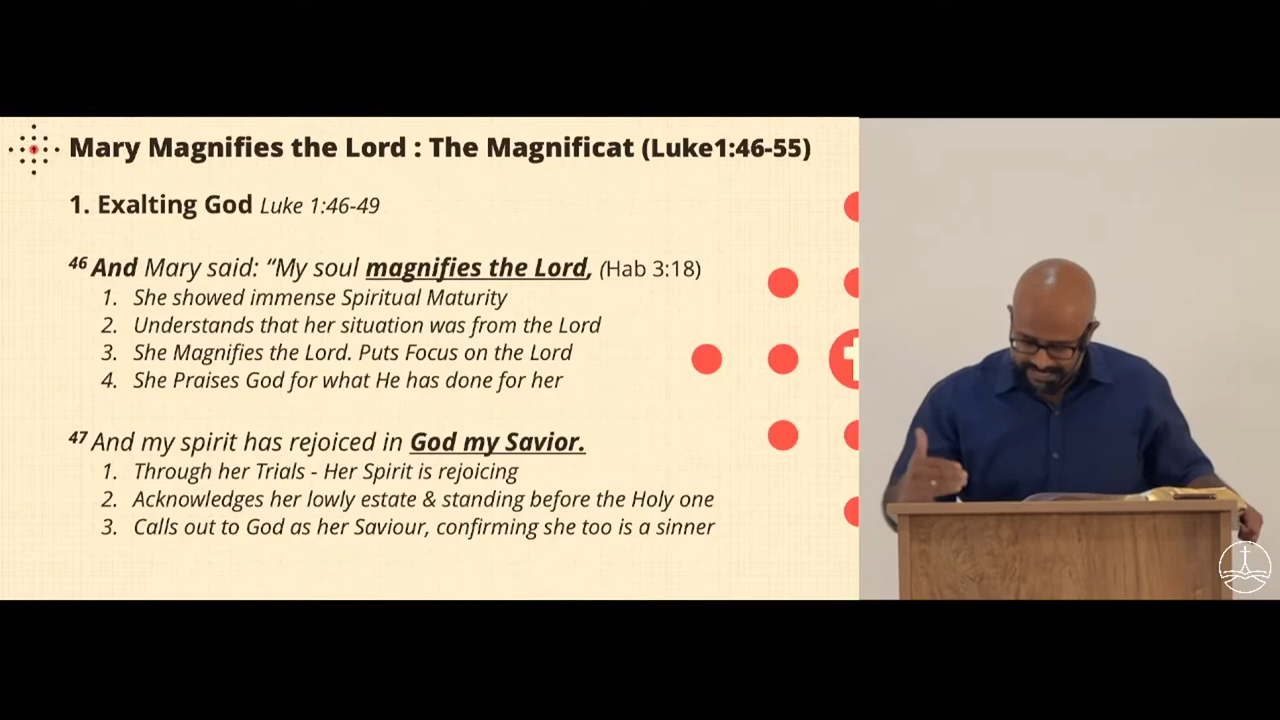 Mary Magnifies the Lord : The Magnificat (Luke1:46-55)
1. Exalting God Luke 1:46-49
46 And Mary said: “My soul magnifies the Lord, (Hab 3:18)
1. She showed immense Spiritual Maturity
2. Understands that her situation was from the Lord
3. She Magnifies the Lord. Puts Focus on the Lord
4. She Praises God for what He has done for her
47 And my spirit has rejoiced in God my Savior.
1. Through her Trials - Her Spirit is rejoicing
2. Acknowledges her lowly estate & standing before the Holy one
3. Calls out to God as her Saviour, confirming she too is a sinner